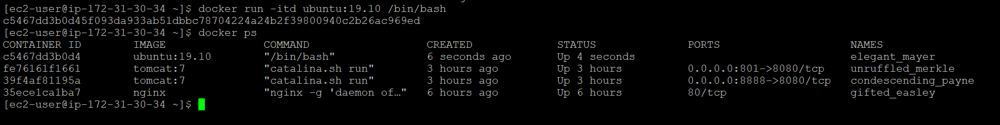 [ec2-user@ip-172-31-30-34 ~]$ docker run -itd ubuntu:19.10 /bin/bash
c5467dd3b0d45f093da933ab51dbbc78704224a24b2f39800940c2b26ac969ed
[ec2-user@ip-172-31-30-34 ~]$ docker ps
CONTAINER ID        IMAGE               COMMAND                  CREATED             STATUS              PORTS                    NAMES
c5467dd3b0d4        ubuntu:19.10        "/bin/bash"              6 seconds ago       Up 4 seconds                                 elegant_mayer
fe76161f1661        tomcat:7            "catalina.sh run"        3 hours ago         Up 3 hours          0.0.0.0:801->8080/tcp    unruffled_merkle
39f4af81195a        tomcat:7            "catalina.sh run"        3 hours ago         Up 3 hours          0.0.0.0:8888->8080/tcp   condescending_payne
35ece1ca1ba7        nginx               "nginx -g 'daemon of…"   6 hours ago         Up 6 hours          80/tcp                   gifted_easley
[ec2-user@ip-172-31-30-34 ~]$